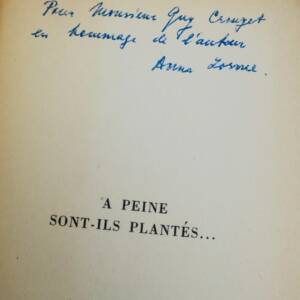 Pour Monsieur Guy Crouzet
en hommage de l'auteur
Anna Lorme.
A PEINE
SONT-ILS PLANTÉS...